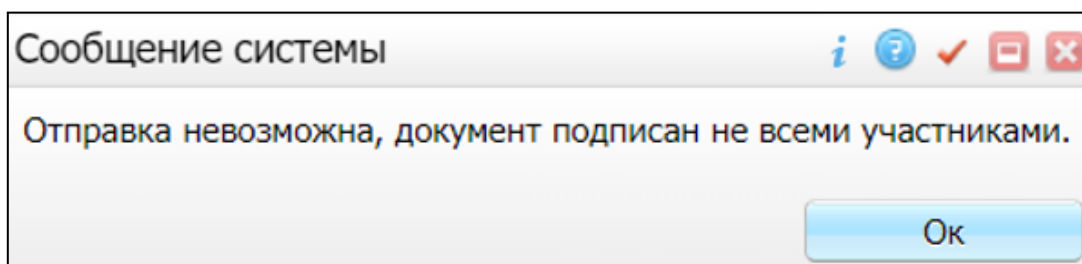 Сообщение системы
Отправка невозможна, документ подписан не всеми участниками.
Ок